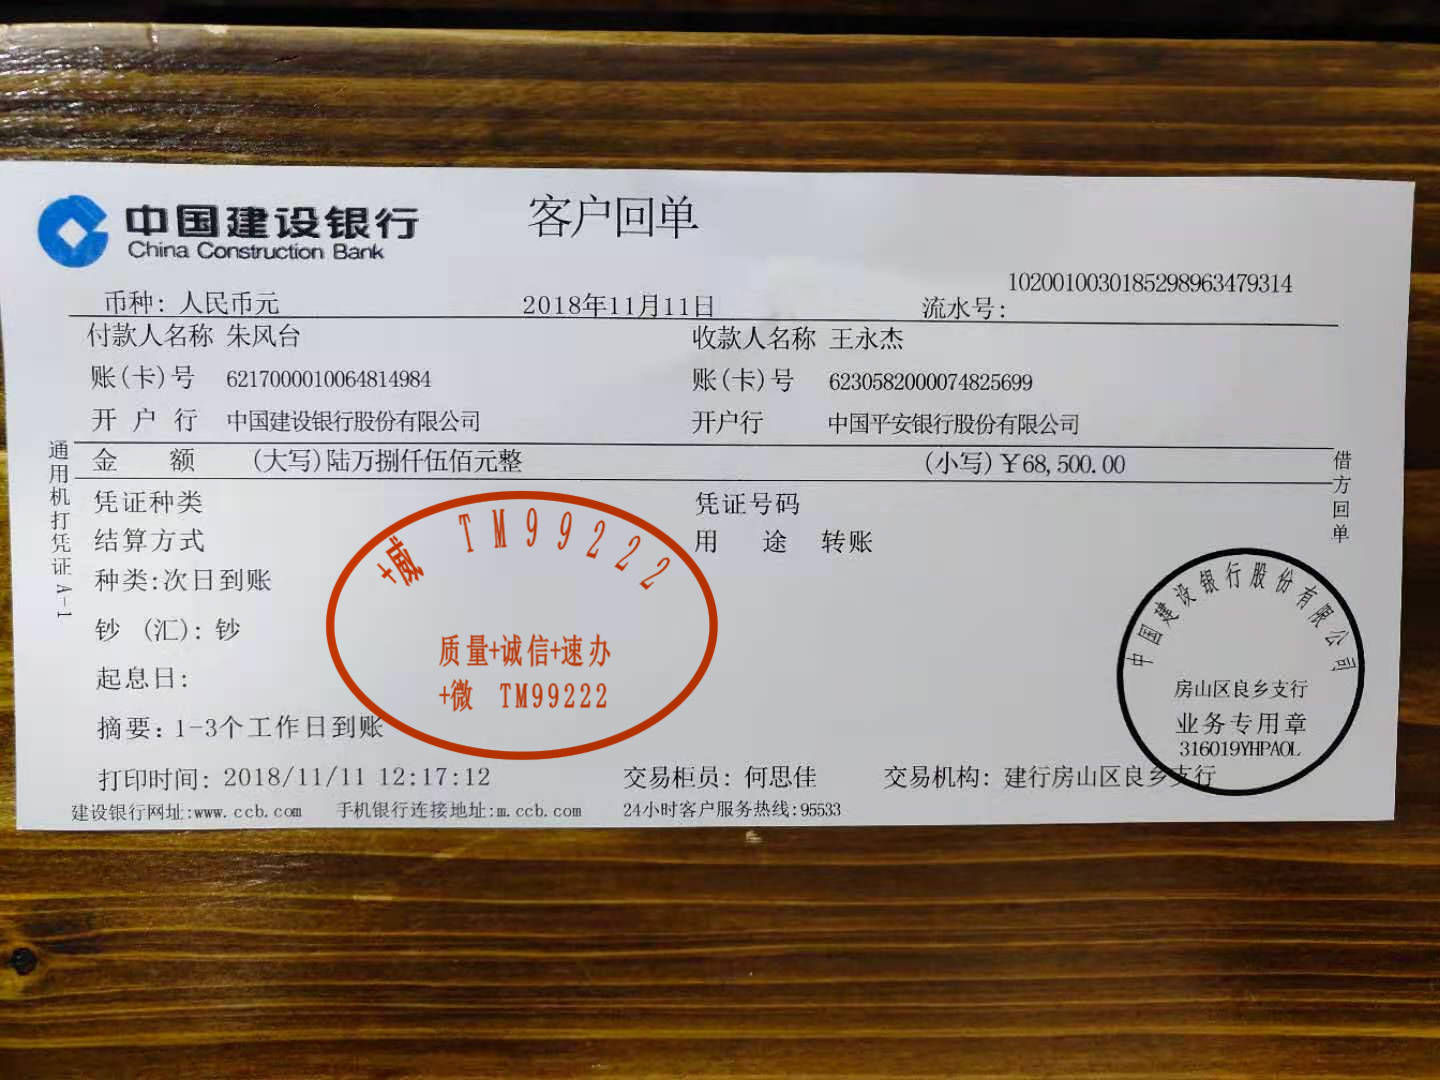 中国建设银行
China Construction Bank
客户回单
币种：人民币元
2018年11月11日
流水号：
10200100301852989634​79314
付款人名称 朱风台
收款人名称 王永杰
账(卡)号 6217000010064814984
账(卡)号 6230582000074825699
开户行 中国建设银行股份有限公司
开户行 中国平安银行股份有限公司
金额 (大写)陆万捌仟伍佰元整
(小写)￥68,500.00
凭证种类
凭证号码
结算方式
用途 转账
种类:次日到账
钞 (汇): 钞
起息日:
摘要: 1-3个工作日到账
打印时间: 2018/11/11 12:17:12
交易柜员: 何思佳
交易机构: 建行房山区良乡支行
建设银行网址:www.ccb.com
手机银行连接地址:m.ccb.com
24小时客户服务热线:95533
通用机打凭证 A-1
借方回单
TM99222
质量+诚信+速办
+微 TM99222
中国建设银行股份有限公司
房山区良乡支行
业务专用章
316019YHPAOL